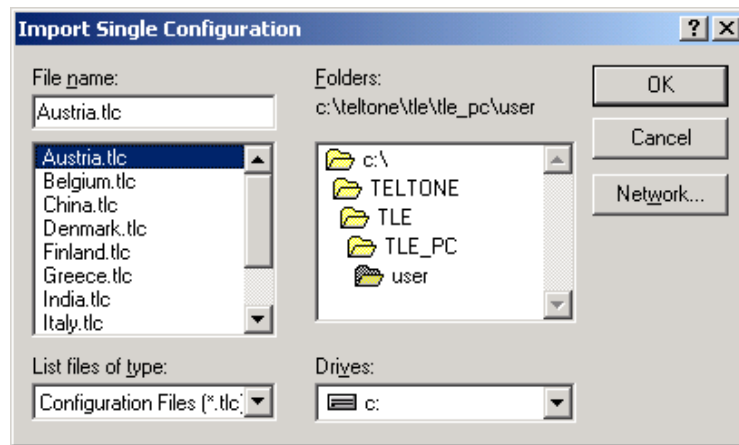 Import Single Configuration
File name:
Austria.tlc
Austria.tlc
Belgium.tlc
China.tlc
Denmark.tlc
Finland.tlc
Greece.tlc
India.tlc
Italy.tlc
List files of type:
Configuration Files (*.tlc)
Folders:
c:\teltone\tle\tle_pc\user
c:\
TELTONE
TLE
TLE_PC
user
Drives:
c:
OK
Cancel
Network...